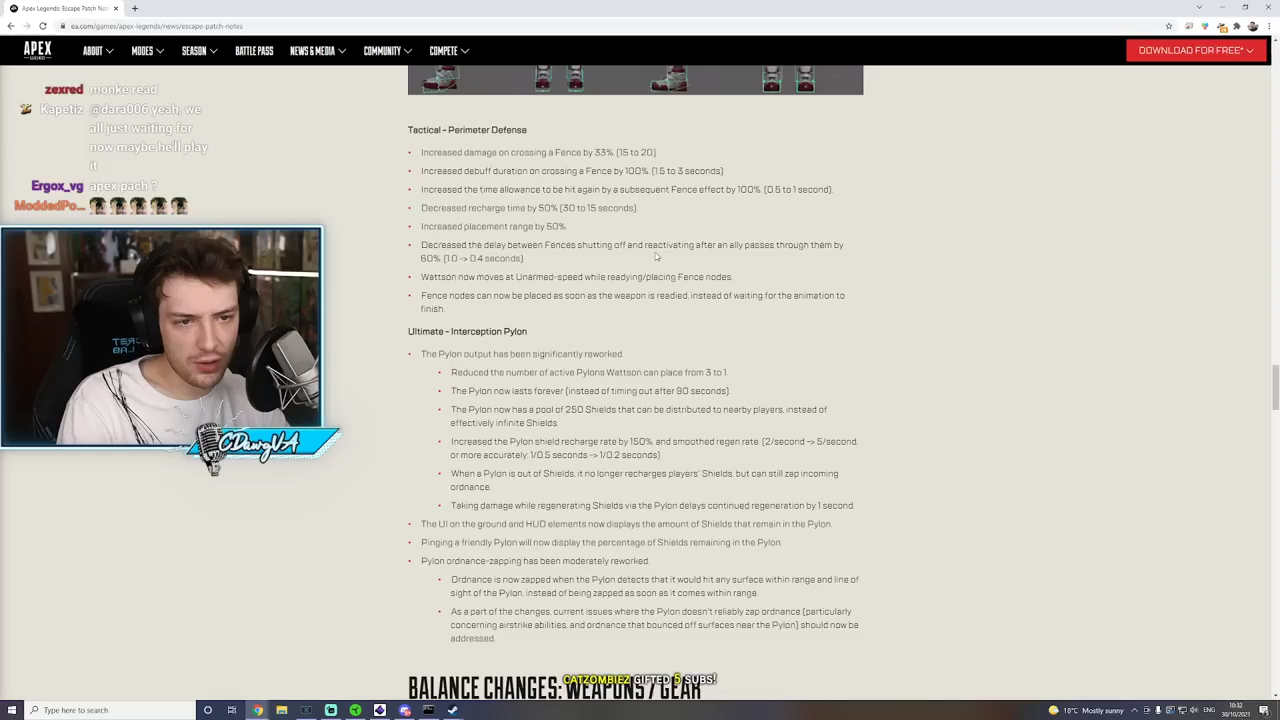 Apex Legends: Escape Patch Not
ea.com/games/apex-legends/news/escape-patch-notes
APEX
LEGENDS
ABOUT
MODES
SEASON
BATTLE PASS
NEWS & MEDIA
COMMUNITY
COMPETE
DOWNLOAD FOR FREE*
zexred monke read
Kapetiz @dara006 yeah, we
all just waiting for
now maybe he'll play
it
Ergox_vg apex pach ?
ModdedPo...
Tactical – Perimeter Defense
• Increased damage on crossing a Fence by 33%. (15 to 20)
• Increased debuff duration on crossing a Fence by 100%. (1.5 to 3 seconds)
• Increased the time allowance to be hit again by a subsequent Fence effect by 100%. (0.5 to 1 second).
• Decreased recharge time by 50% (30 to 15 seconds).
• Increased placement range by 50%.
• Decreased the delay between Fences shutting off and reactivating after an ally passes through them by
60%. (1.0 -> 0.4 seconds)
• Wattson now moves at Unarmed-speed while readying/placing Fence nodes.
• Fence nodes can now be placed as soon as the weapon is readied, instead of waiting for the animation to
finish.
Ultimate – Interception Pylon
• The Pylon output has been significantly reworked.
• Reduced the number of active Pylons Wattson can place from 3 to 1.
• The Pylon now lasts forever (instead of timing out after 90 seconds).
• The Pylon now has a pool of 250 Shields that can be distributed to nearby players, instead of
effectively infinite Shields.
• Increased the Pylon shield recharge rate by 150%, and smoothed regen rate. (2/second –> 5/second,
or more accurately: 1/0.5 seconds -> 1/0.2 seconds)
• When a Pylon is out of Shields, it no longer recharges players' Shields, but can still zap incoming
ordnance.
• Taking damage while regenerating Shields via the Pylon delays continued regeneration by 1 second.
• The UI on the ground and HUD elements now displays the amount of Shields that remain in the Pylon.
• Pinging a friendly Pylon will now display the percentage of Shields remaining in the Pylon.
• Pylon ordnance-zapping has been moderately reworked.
• Ordnance is now zapped when the Pylon detects that it would hit any surface within range and line of
sight of the Pylon, instead of being zapped as soon as it comes within range.
• As a part of the changes, current issues where the Pylon doesn't reliably zap ordnance (particularly
concerning airstrike abilities, and ordnance that bounced off surfaces near the Pylon) should now be
addressed.
BALANCE CHANGES: WEAPONS / GEAR
CATZOMBIEZ GIFTED 5 SUBS!
CDawgVA
Type here to search
18°C Mostly sunny
ENG
10:32
30/10/2021